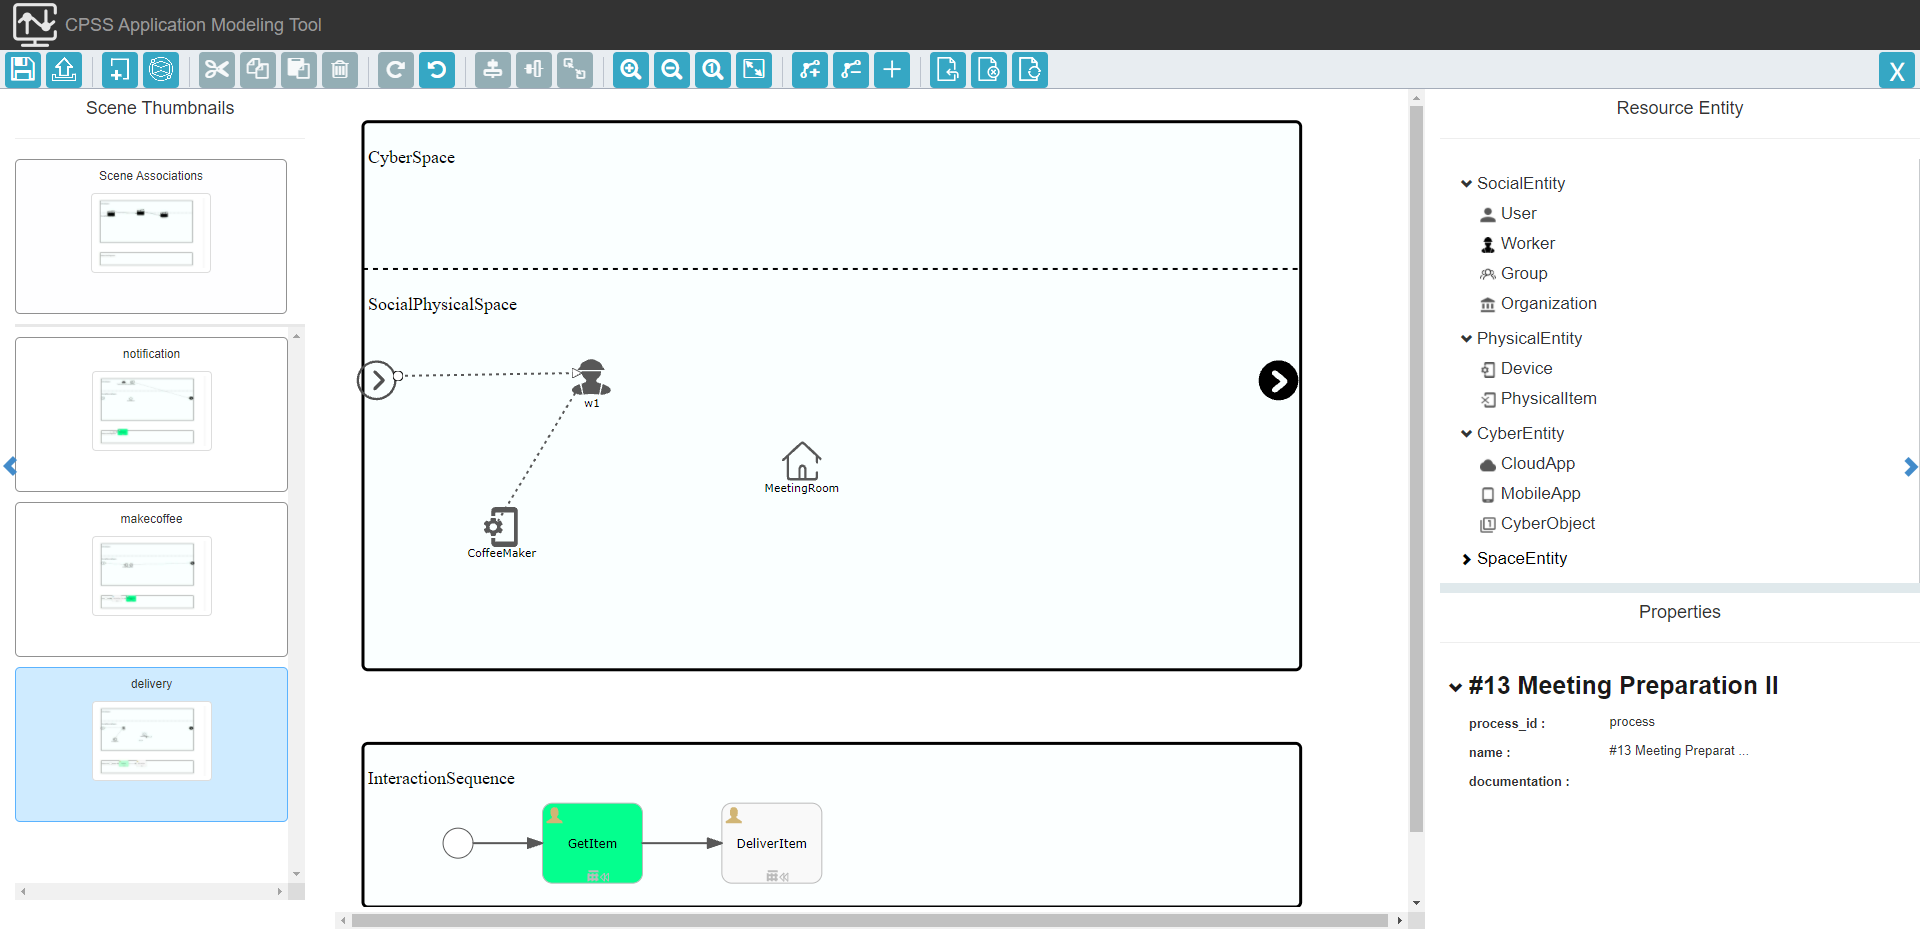 CPSS Application Modeling Tool
X
Scene Thumbnails
Scene Associations
notification
makecoffee
delivery
CyberSpace
SocialPhysicalSpace
w1
MeetingRoom
CoffeeMaker
InteractionSequence
GetItem
DeliverItem
Resource Entity
SocialEntity
User
Worker
Group
Organization
PhysicalEntity
Device
PhysicalItem
CyberEntity
CloudApp
MobileApp
CyberObject
SpaceEntity
Properties
#13 Meeting Preparation II
process_id : process
name : #13 Meeting Preparat ...
documentation :